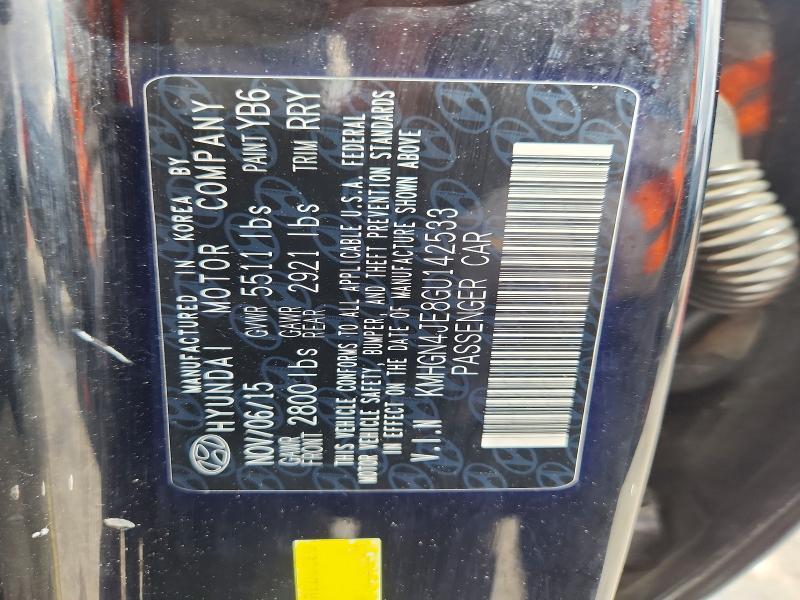 MANUFACTURED IN KOREA BY
HYUNDAI MOTOR COMPANY
NOV/06/15 GVWR 5511 lbs PAINT YB6
GAWR FRONT 2800 lbs GAWR REAR 2921 lbs TRIM RRY
THIS VEHICLE CONFORMS TO ALL APPLICABLE U.S.A. FEDERAL
MOTOR VEHICLE SAFETY, BUMPER, AND THEFT PREVENTION STANDARDS
IN EFFECT ON THE DATE OF MANUFACTURE SHOWN ABOVE
V.I.N KMHGN4JE8GU142533
PASSENGER CAR